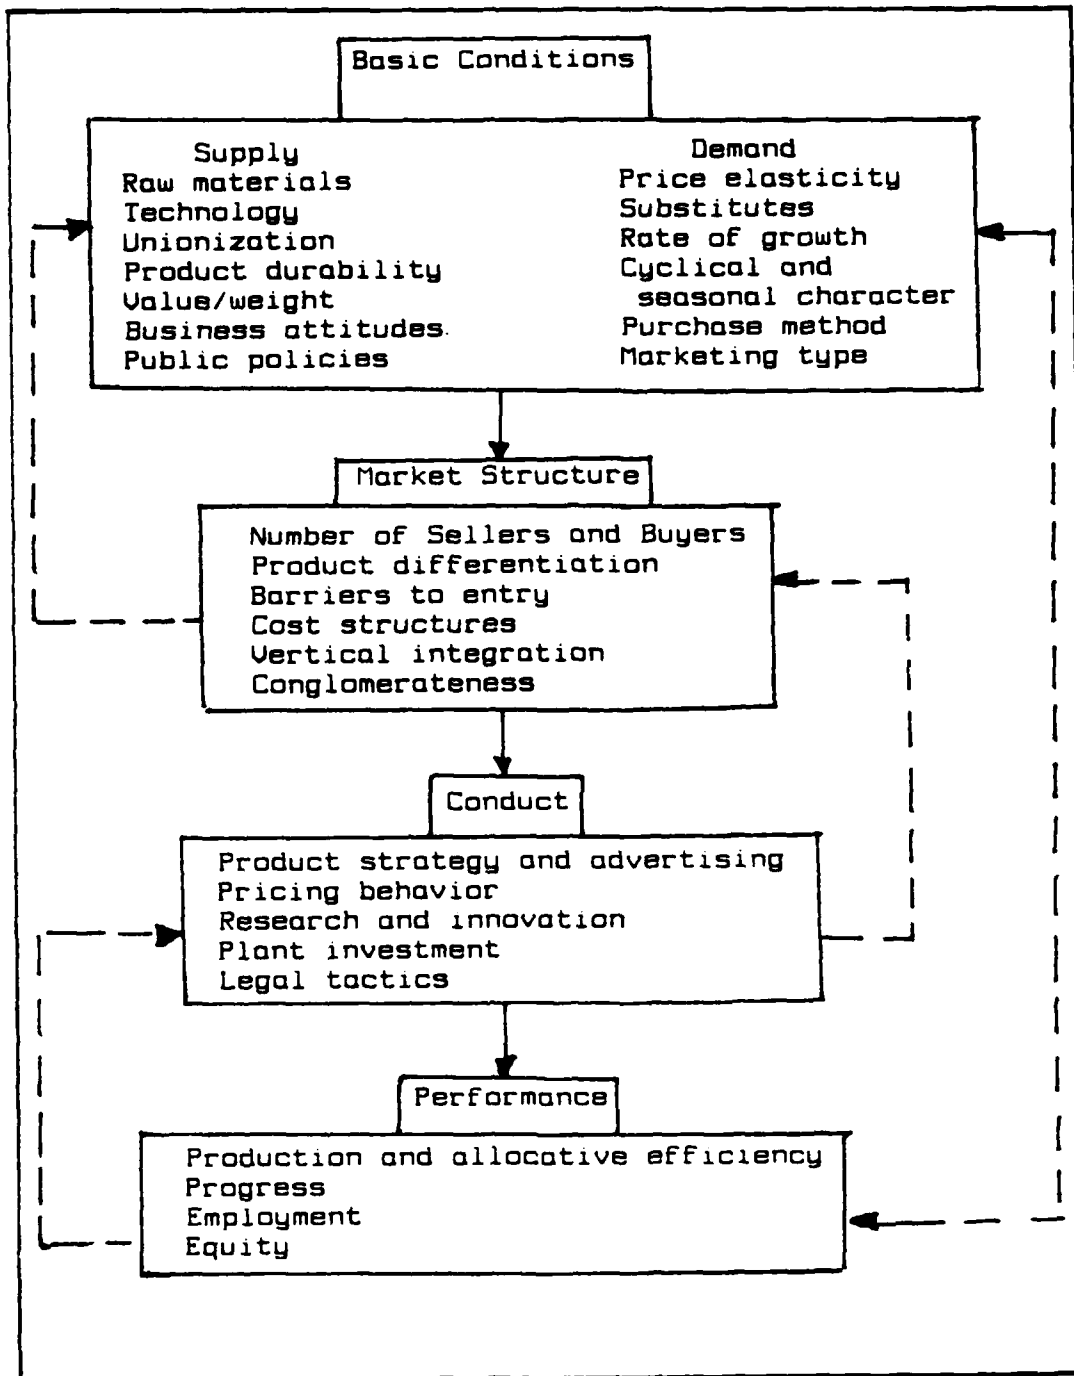 Basic Conditions
Supply
Raw materials
Technology
Unionization
Product durability
Value/weight
Business attitudes
Public policies
Demand
Price elasticity
Substitutes
Rate of growth
Cyclical and
seasonal character
Purchase method
Marketing type
Market Structure
Number of Sellers and Buyers
Product differentiation
Barriers to entry
Cost structures
Vertical integration
Conglomerateness
Conduct
Product strategy and advertising
Pricing behavior
Research and innovation
Plant investment
Legal tactics
Performance
Production and allocative efficiency
Progress
Employment
Equity